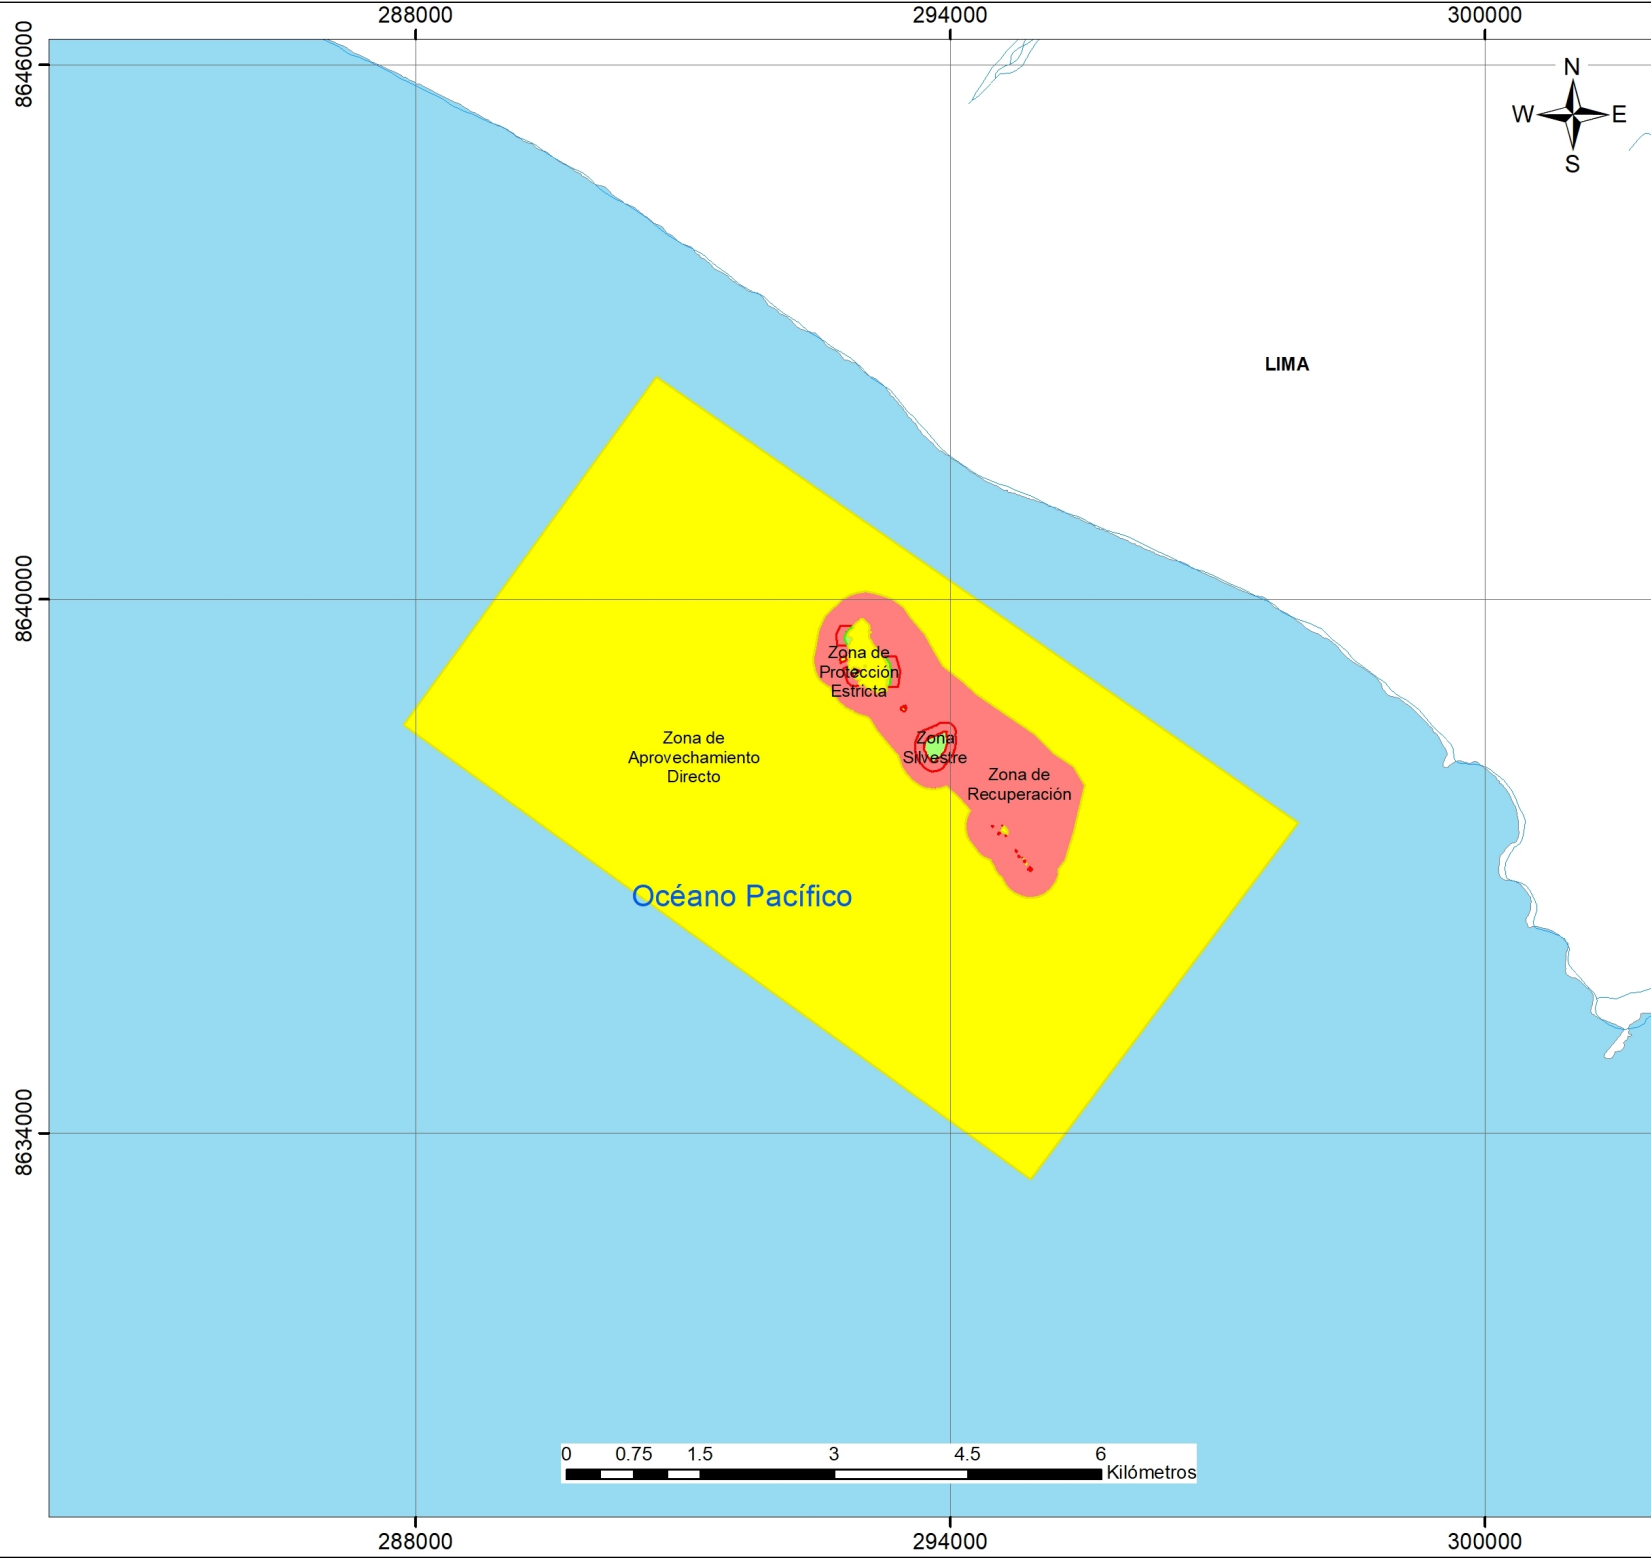 288000
294000
300000
8646000
N
W
E
S
LIMA
8640000
Zona de
Protección
Estricta
Zona de
Aprovechamiento
Directo
Zona
Silvestre
Zona de
Recuperación
Océano Pacífico
8634000
0 0.75 1.5 3 4.5 6
Kilómetros
288000
294000
300000